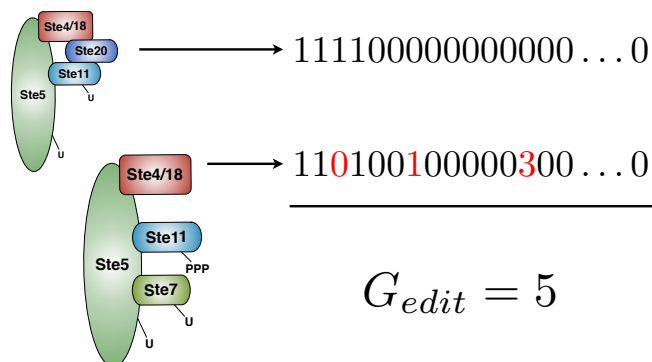 Ste4/18
Ste20
Ste11
U
Ste5
U
111100000000000 ... 0
Ste4/18
Ste11
PPP
Ste5
Ste7
U
U
110100100000300 ... 0
G_edit = 5